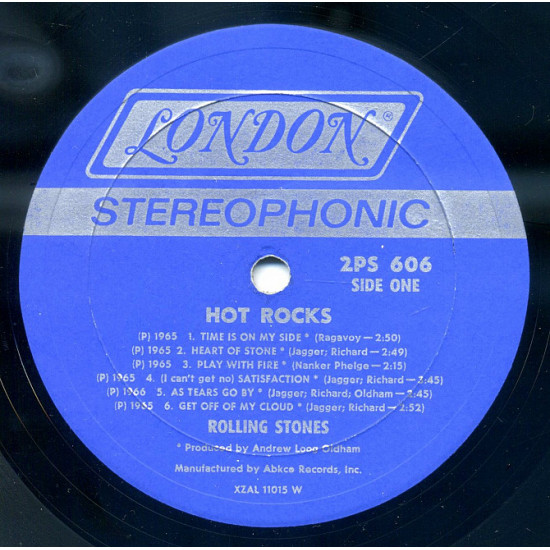 LONDON ®
STEREOPHONIC
2PS 606
SIDE ONE
HOT ROCKS
(P) 1965 1. TIME IS ON MY SIDE * (Ragavoy—2:50)
(P) 1965 2. HEART OF STONE * (Jagger; Richard—2:49)
(P) 1965 3. PLAY WITH FIRE * (Nanker Phelge—2:15)
(P) 1965 4. (I can't get no) SATISFACTION * (Jagger; Richard—3:45)
(P) 1966 5. AS TEARS GO BY * (Jagger; Richard; Oldham—2:45)
(P) 1965 6. GET OFF OF MY CLOUD * (Jagger; Richard—2:52)
ROLLING STONES
* Produced by Andrew Loog Oldham
Manufactured by Abkco Records, Inc.
XZAL 11015 W